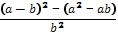 (a − b)² − (a² − ab)
b²